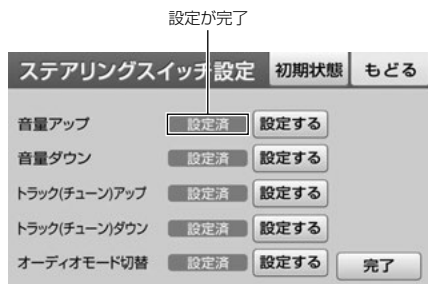 設定が完了
ステアリングスイッチ設定 初期状態 もどる
音量アップ 設定済 設定する
音量ダウン 設定済 設定する
トラック(チューン)アップ 設定済 設定する
トラック(チューン)ダウン 設定済 設定する
オーディオモード切替 設定済 設定する 完了